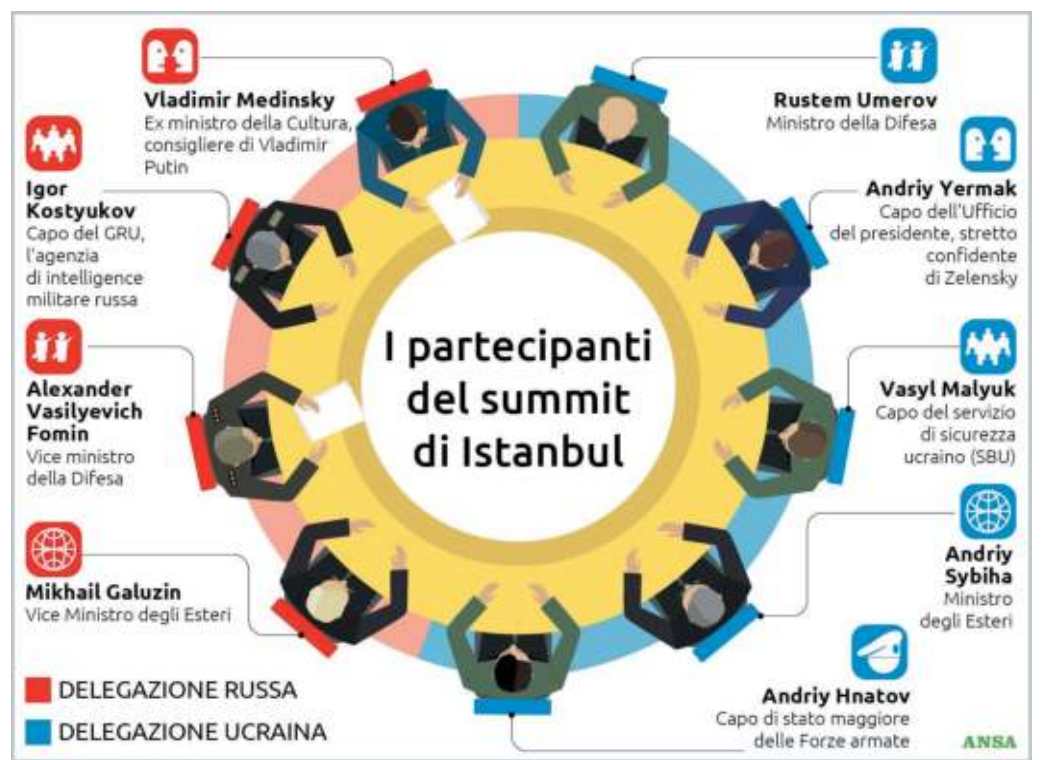 Vladimir Medinsky
Ex ministro della Cultura,
consigliere di Vladimir
Putin
Igor
Kostyukov
Capo del GRU,
l'agenzia
di intelligence
militare russa
Alexander
Vasilyevich
Fomin
Vice ministro
della Difesa
Mikhail Galuzin
Vice Ministro degli Esteri
I partecipanti
del summit
di Istanbul
Rustem Umerov
Ministro della Difesa
Andriy Yermak
Capo dell'Ufficio
del presidente, stretto
confidente
di Zelensky
Vasyl Malyuk
Capo del servizio
di sicurezza
ucraino (SBU)
Andriy
Sybiha
Ministro
degli Esteri
Andriy Hnatov
Capo di stato maggiore
delle Forze armate
DELEGAZIONE RUSSA
DELEGAZIONE UCRAINA
ANSA